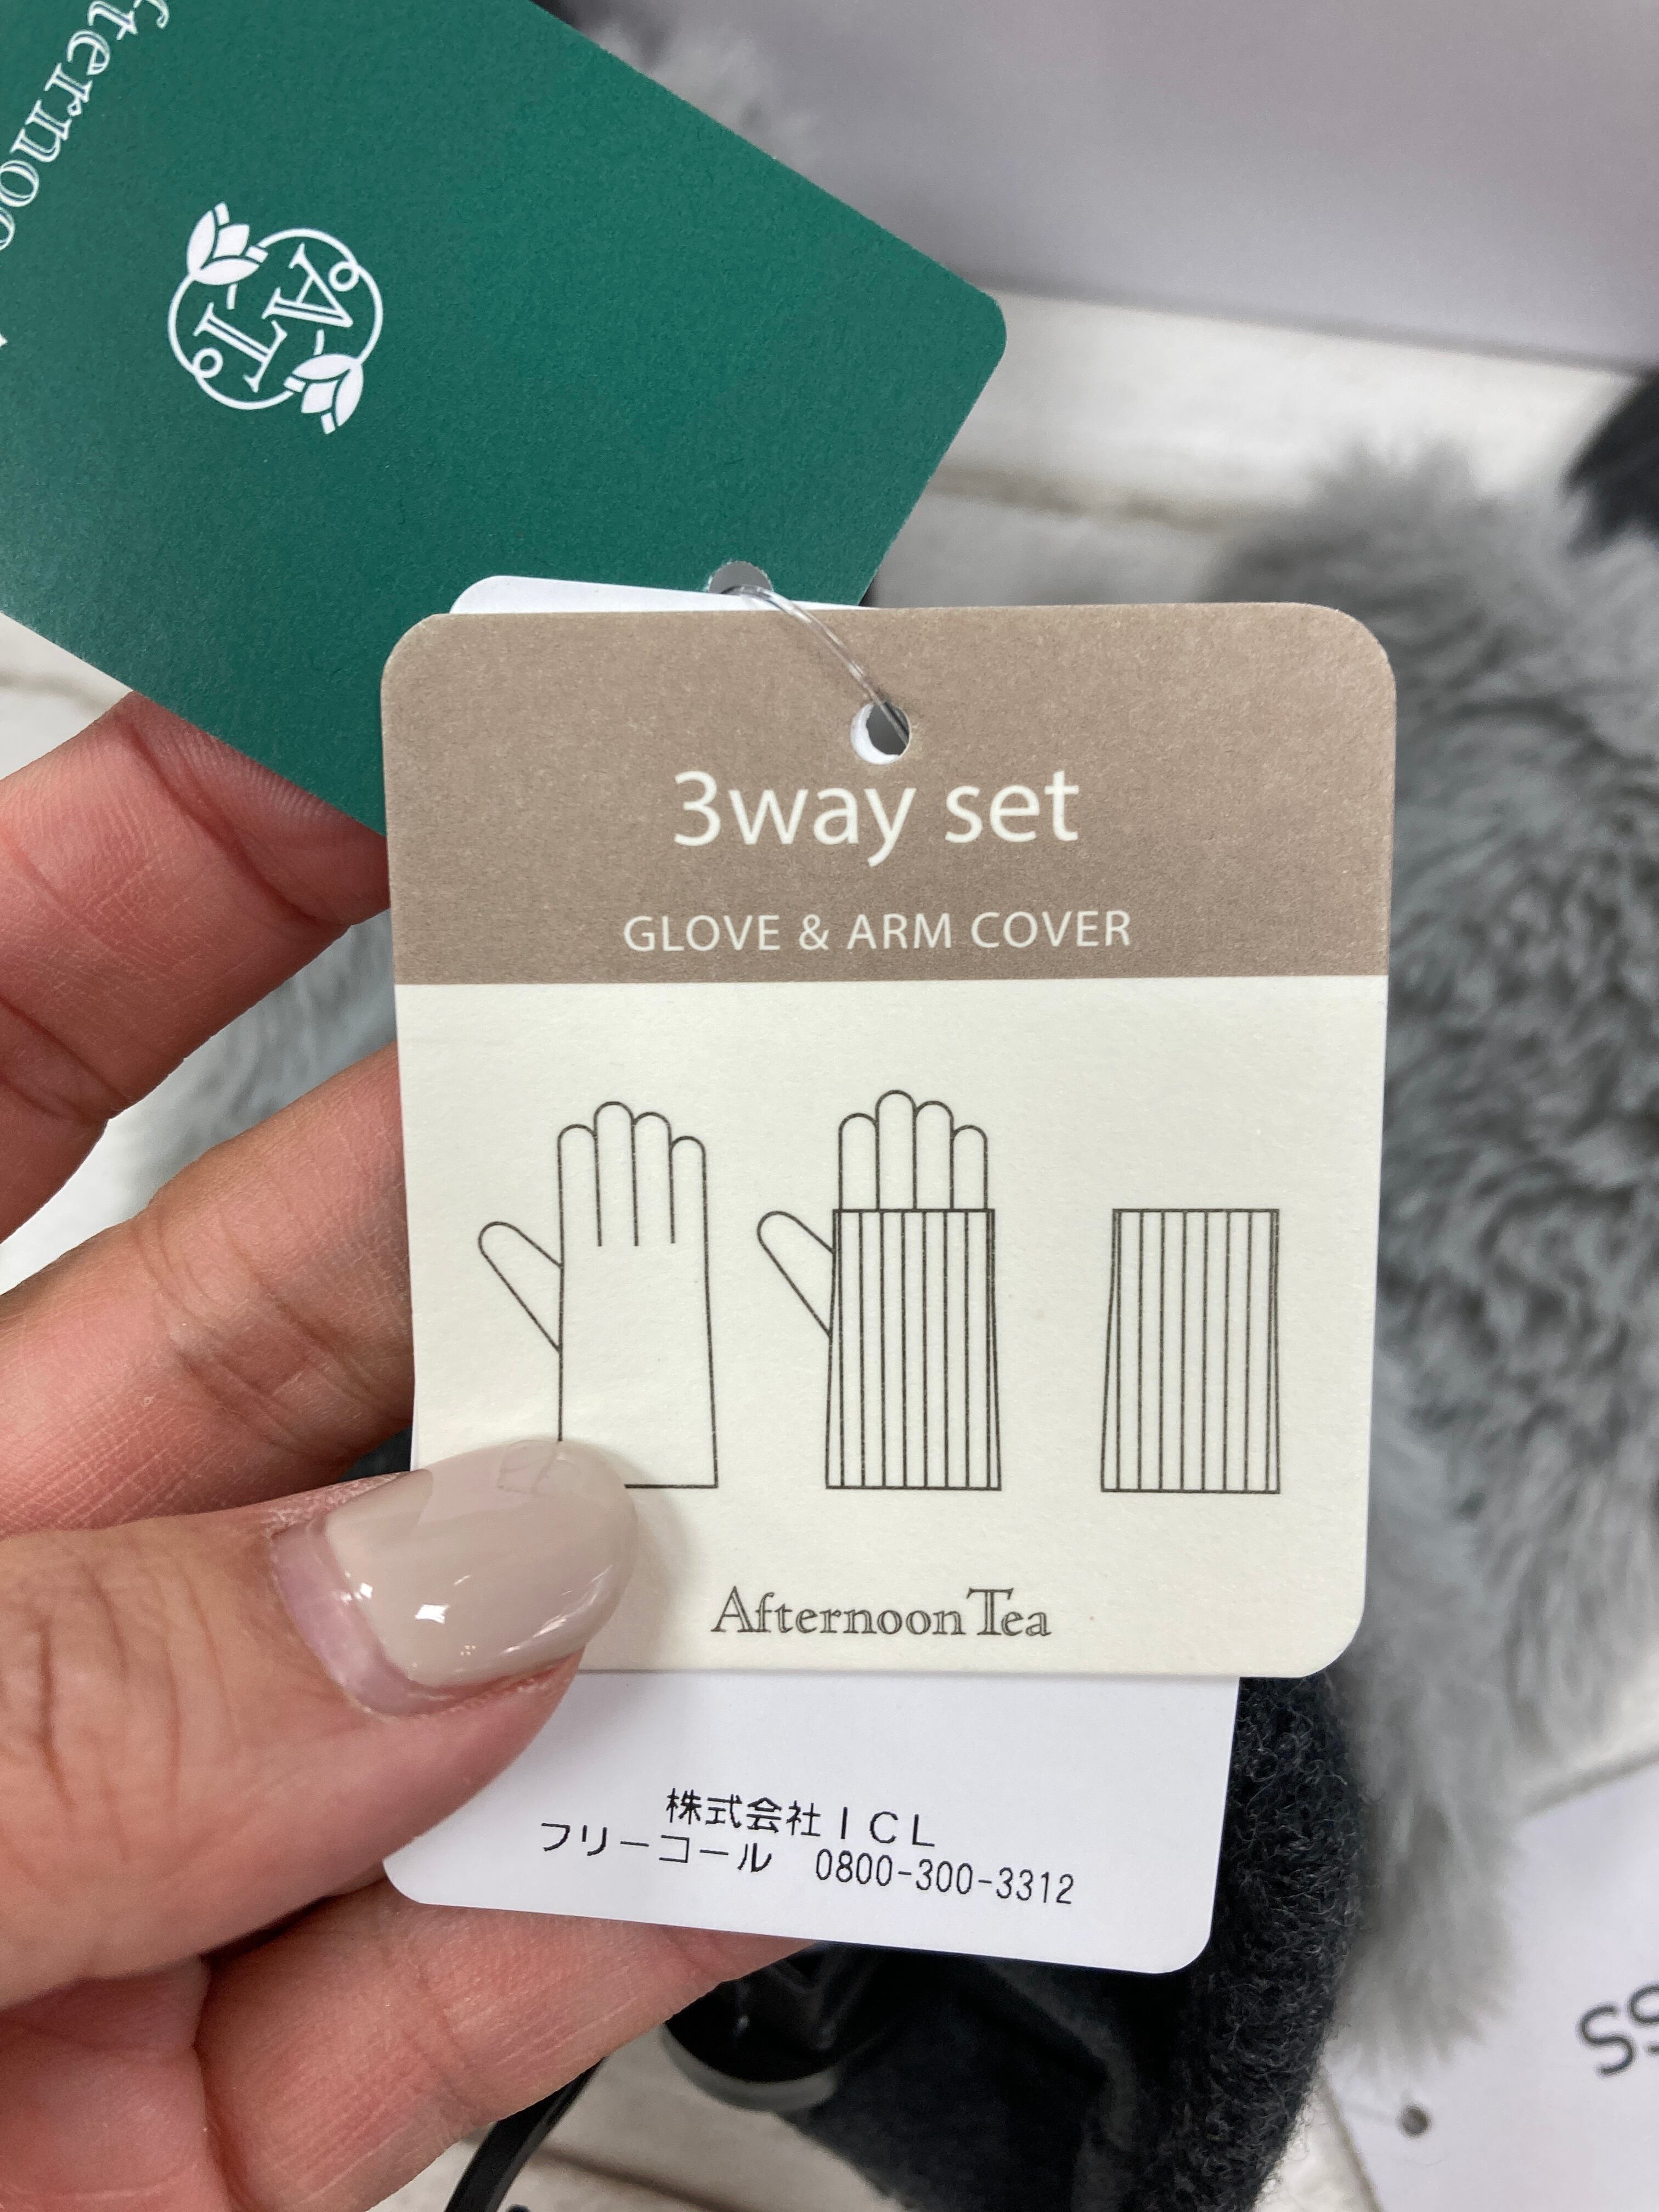 AT
3way set
GLOVE & ARM COVER
Afternoon Tea
株式会社ICL
フリーコール 0800-300-3312